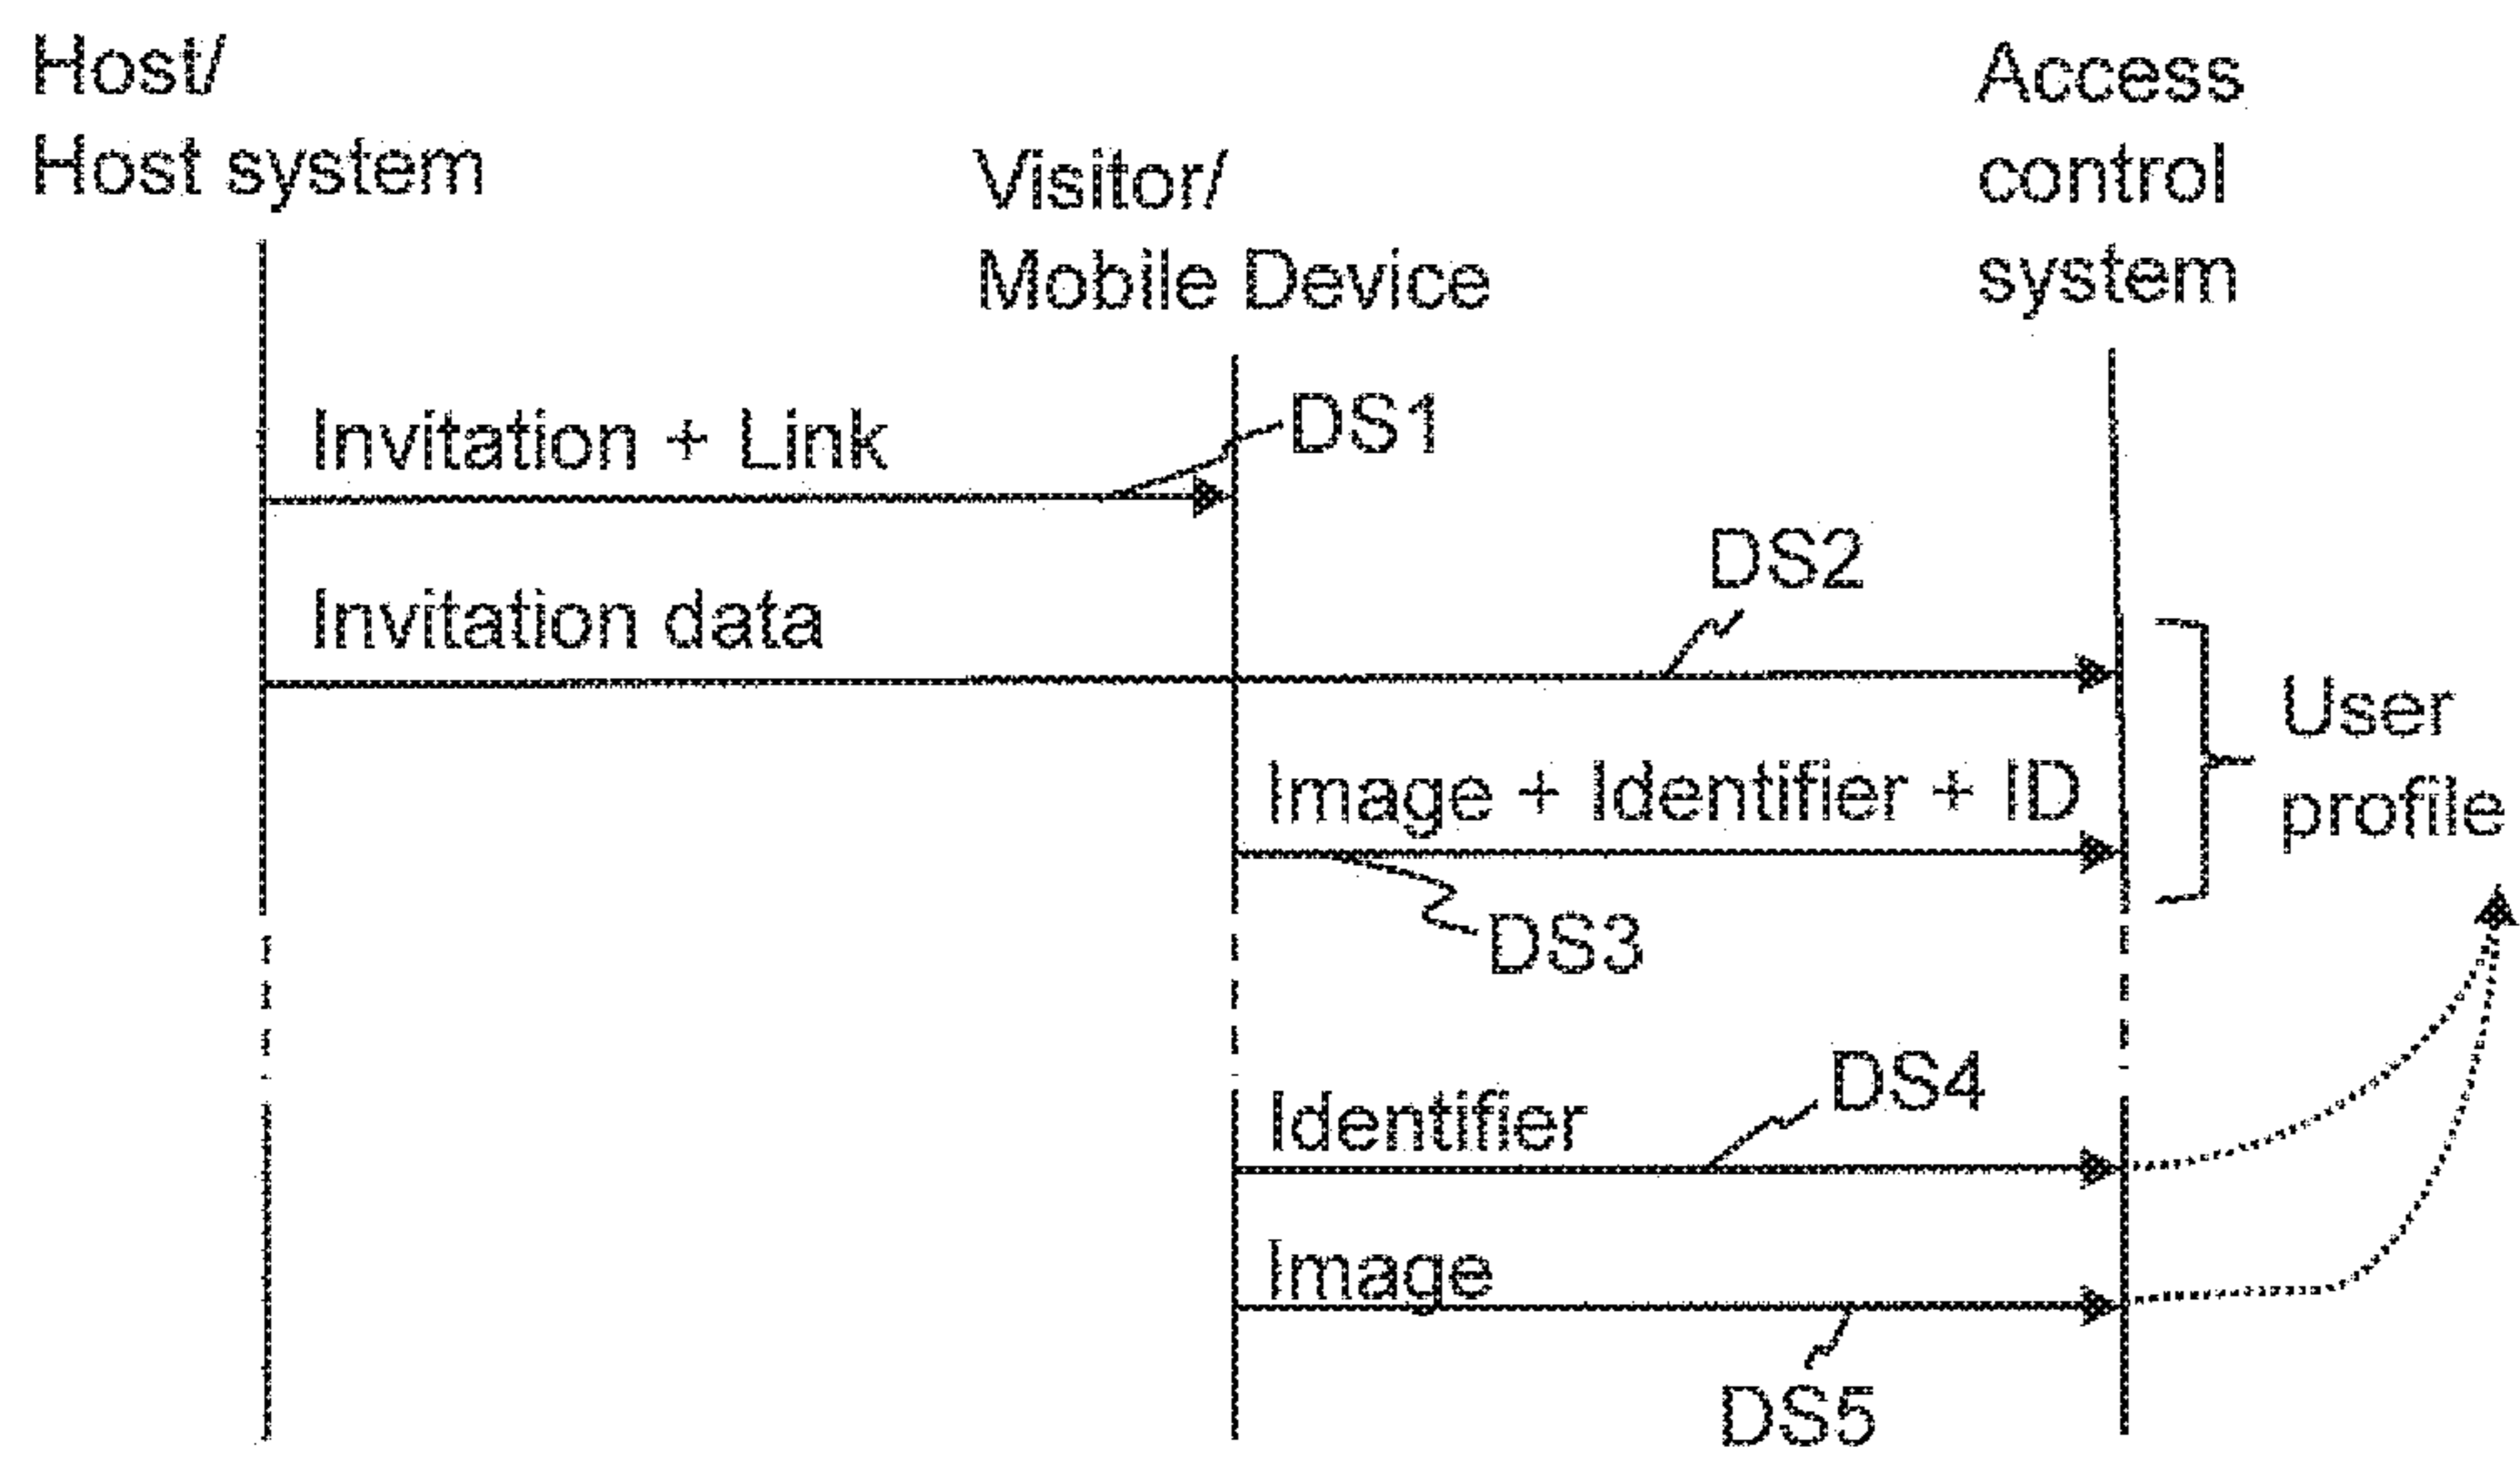 Host/
Host system
Visitor/
Mobile Device
Access
control
system
Invitation + Link
DS1
Invitation data
DS2
Image + Identifier + ID
DS3
User
profile
Identifier
DS4
Image
DS5